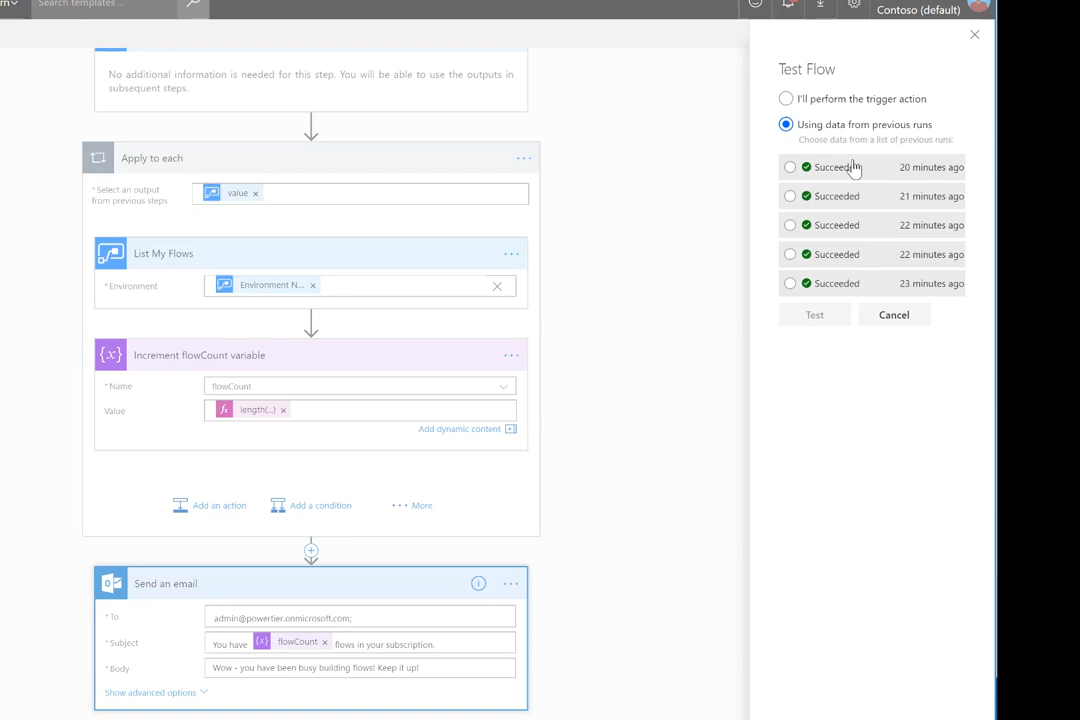 Search templates
Contoso (default)
No additional information is needed for this step. You will be able to use the outputs in
subsequent steps.
Apply to each
* Select an output
from previous steps
value ×
List My Flows
* Environment
Environment N... ×
{x} Increment flowCount variable
* Name
flowCount
Value
fx length(...) ×
Add dynamic content
Add an action
Add a condition
More
Send an email
* To
admin@powertier.onmicrosoft.com;
* Subject
You have {x} flowCount × flows in your subscription.
* Body
Wow - you have been busy building flows! Keep it up!
Show advanced options
Test Flow
I'll perform the trigger action
Using data from previous runs
Choose data from a list of previous runs:
Succeeded 20 minutes ago
Succeeded 21 minutes ago
Succeeded 22 minutes ago
Succeeded 22 minutes ago
Succeeded 23 minutes ago
Test
Cancel